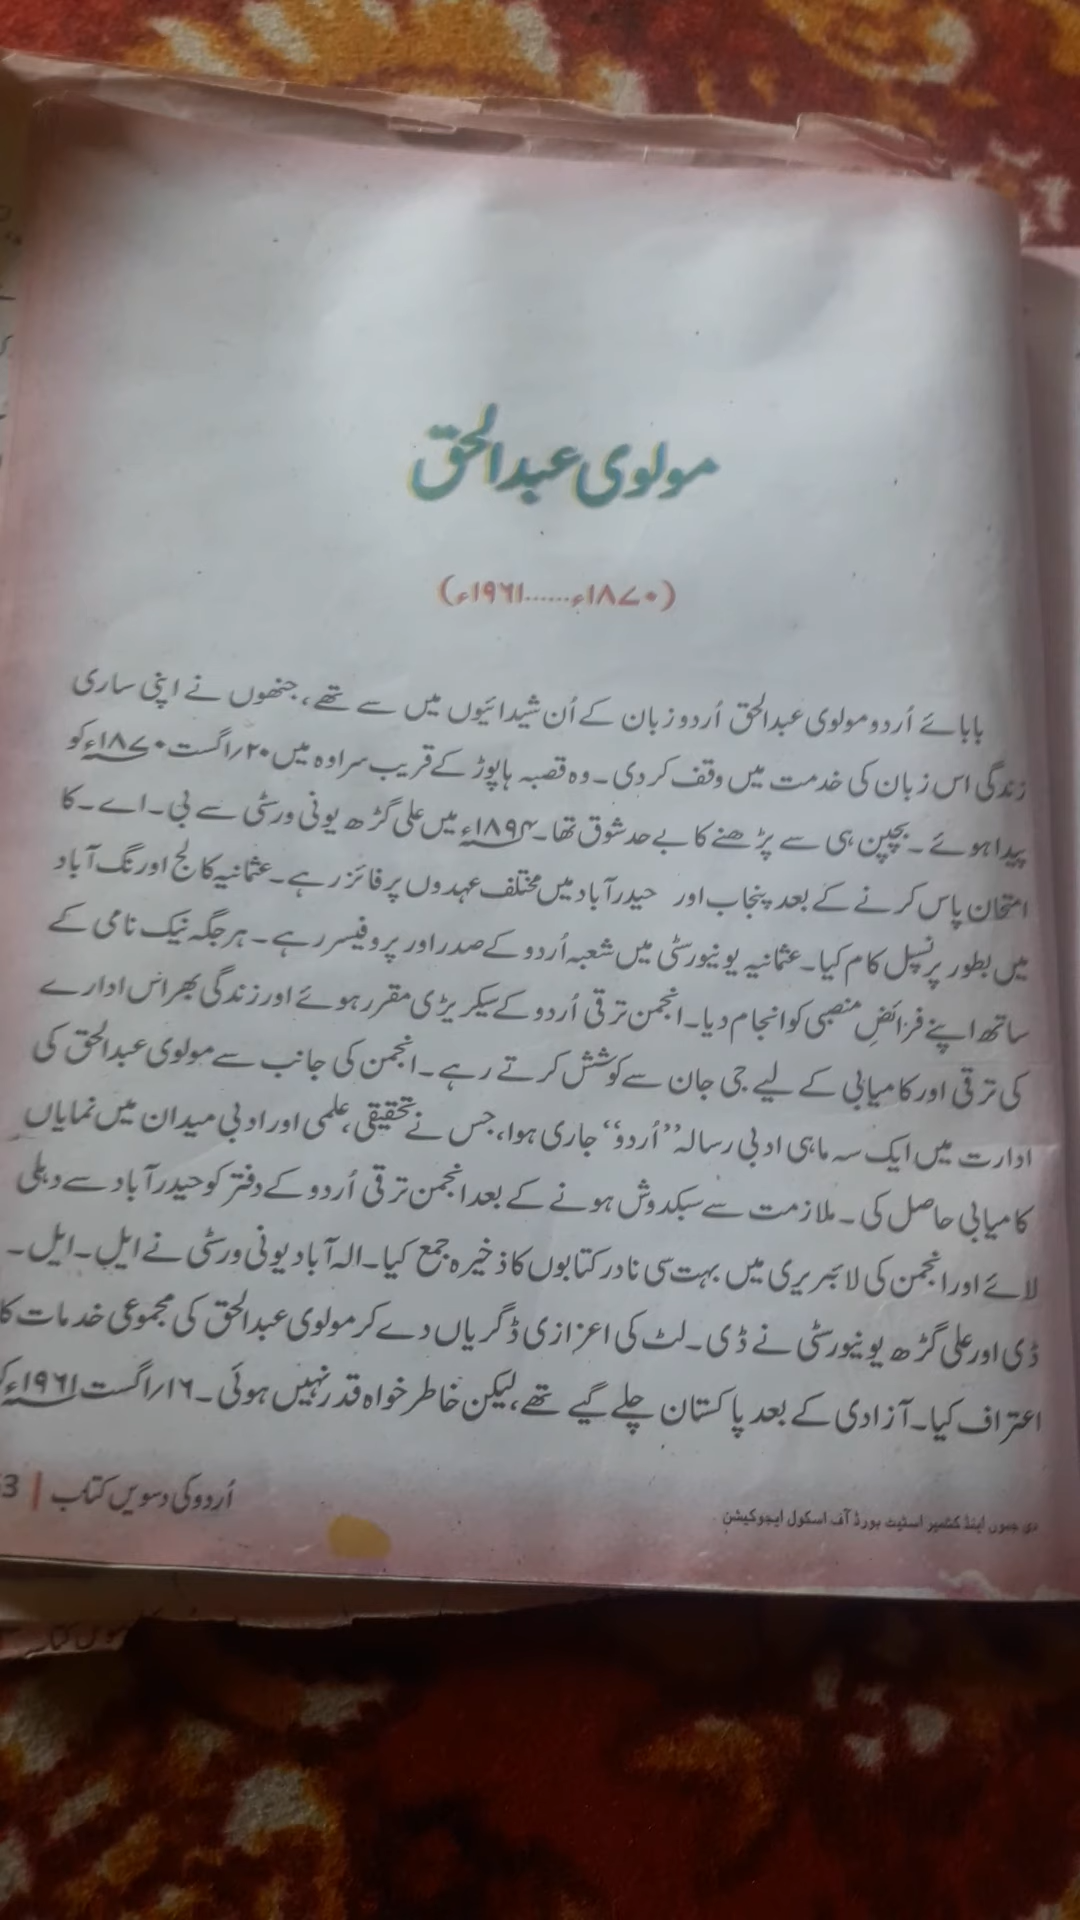 مولوی عبدالحق
(۱۸۷۰ء......۱۹۶۱ء)
بابائے اُردو مولوی عبدالحق اُردو زبان کے اُن شیدائیوں میں سے تھے، جنھوں نے اپنی ساری
زندگی اس زبان کی خدمت میں وقف کر دی۔ وہ قصبہ ہاپوڑ کے قریب سراوہ میں ۲۰/اگست ۱۸۷۰ء کو
پیدا ہوئے۔ بچپن ہی سے پڑھنے کا بے حد شوق تھا۔ ۱۸۹۴ء میں علی گڑھ یونی ورسٹی سے بی۔ اے۔ کا
امتحان پاس کرنے کے بعد پنجاب اور حیدرآباد میں مختلف عہدوں پر فائز رہے۔ عثمانیہ کالج اورنگ آباد
میں بطور پرنسپل کام کیا۔ عثمانیہ یونیورسٹی میں شعبہ اُردو کے صدر اور پروفیسر رہے۔ ہر جگہ نیک نامی کے
ساتھ اپنے فرائضِ منصبی کو انجام دیا۔ انجمن ترقی اُردو کے سیکریڑی مقرر ہوئے اور زندگی بھر اس ادارے
کی ترقی اور کامیابی کے لیے جی جان سے کوشش کرتے رہے۔ انجمن کی جانب سے مولوی عبدالحق کی
ادارت میں ایک سہ ماہی ادبی رسالہ ”اُردو“ جاری ہوا، جس نے تحقیقی، علمی اور ادبی میدان میں نمایاں
کامیابی حاصل کی۔ ملازمت سے سبکدوش ہونے کے بعد انجمن ترقی اُردو کے دفتر کو حیدرآباد سے دہلی
لائے اور انجمن کی لائبریری میں بہت سی نادر کتابوں کا ذخیرہ جمع کیا۔ الہ آباد یونی ورسٹی نے ایل۔ ایل۔
ڈی اور علی گڑھ یونیورسٹی نے ڈی۔ لٹ کی اعزازی ڈگریاں دے کر مولوی عبدالحق کی مجموعی خدمات کا
اعتراف کیا۔ آزادی کے بعد پاکستان چلے گیے تھے، لیکن خاطر خواہ قدر نہیں ہوئی۔ ۱۶/اگست ۱۹۶۱ء
دی جموں اینڈ کشمیر اسٹیٹ بورڈ آف اسکول ایجوکیشن
اُردو کی دسویں کتاب |